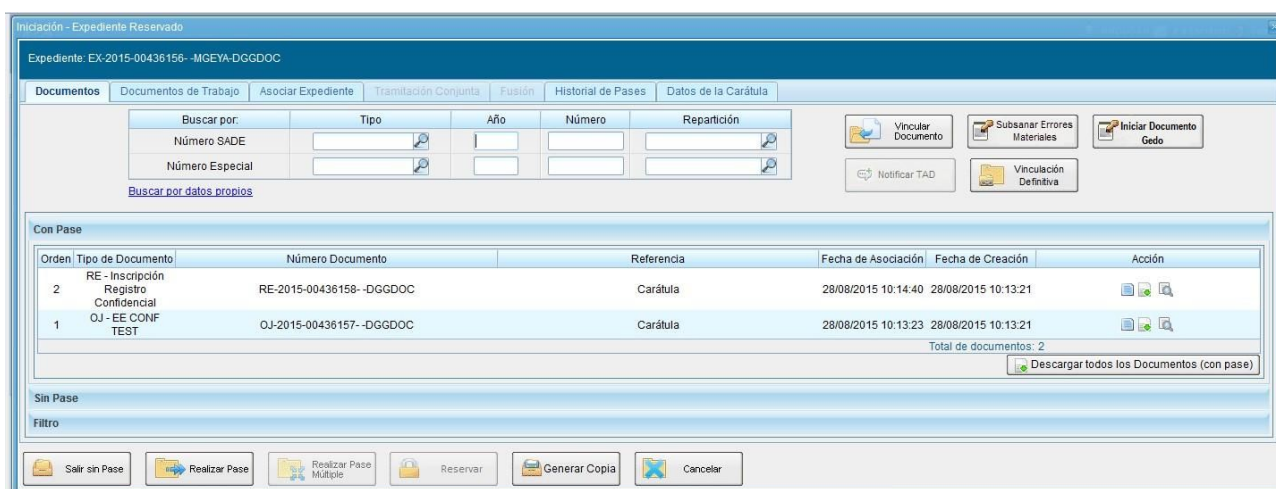 Iniciación - Expediente Reservado
Expediente: EX-2015-00436156- -MGEYA-DGGDOC
Documentos Documentos de Trabajo Asociar Expediente Tramitación Conjunta Fusión Historial de Pases Datos de la Carátula
Buscar por: Tipo Año Número Repartición
Número SADE
Número Especial
Buscar por datos propios
Vincular
Documento
Subsanar Errores
Materiales
Iniciar Documento
Gedo
Notificar TAD
Vinculación
Definitiva
Con Pase
Orden Tipo de Documento Número Documento Referencia Fecha de Asociación Fecha de Creación Acción
2 RE - Inscripción
Registro
Confidencial
RE-2015-00436158- -DGGDOC Carátula 28/08/2015 10:14:40 28/08/2015 10:13:21
1 OJ - EE CONF
TEST
OJ-2015-00436157- -DGGDOC Carátula 28/08/2015 10:13:23 28/08/2015 10:13:21
Total de documentos: 2
Descargar todos los Documentos (con pase)
Sin Pase
Filtro
Salir sin Pase
Realizar Pase
Realizar Pase
Múltiple
Reservar
Generar Copia
Cancelar